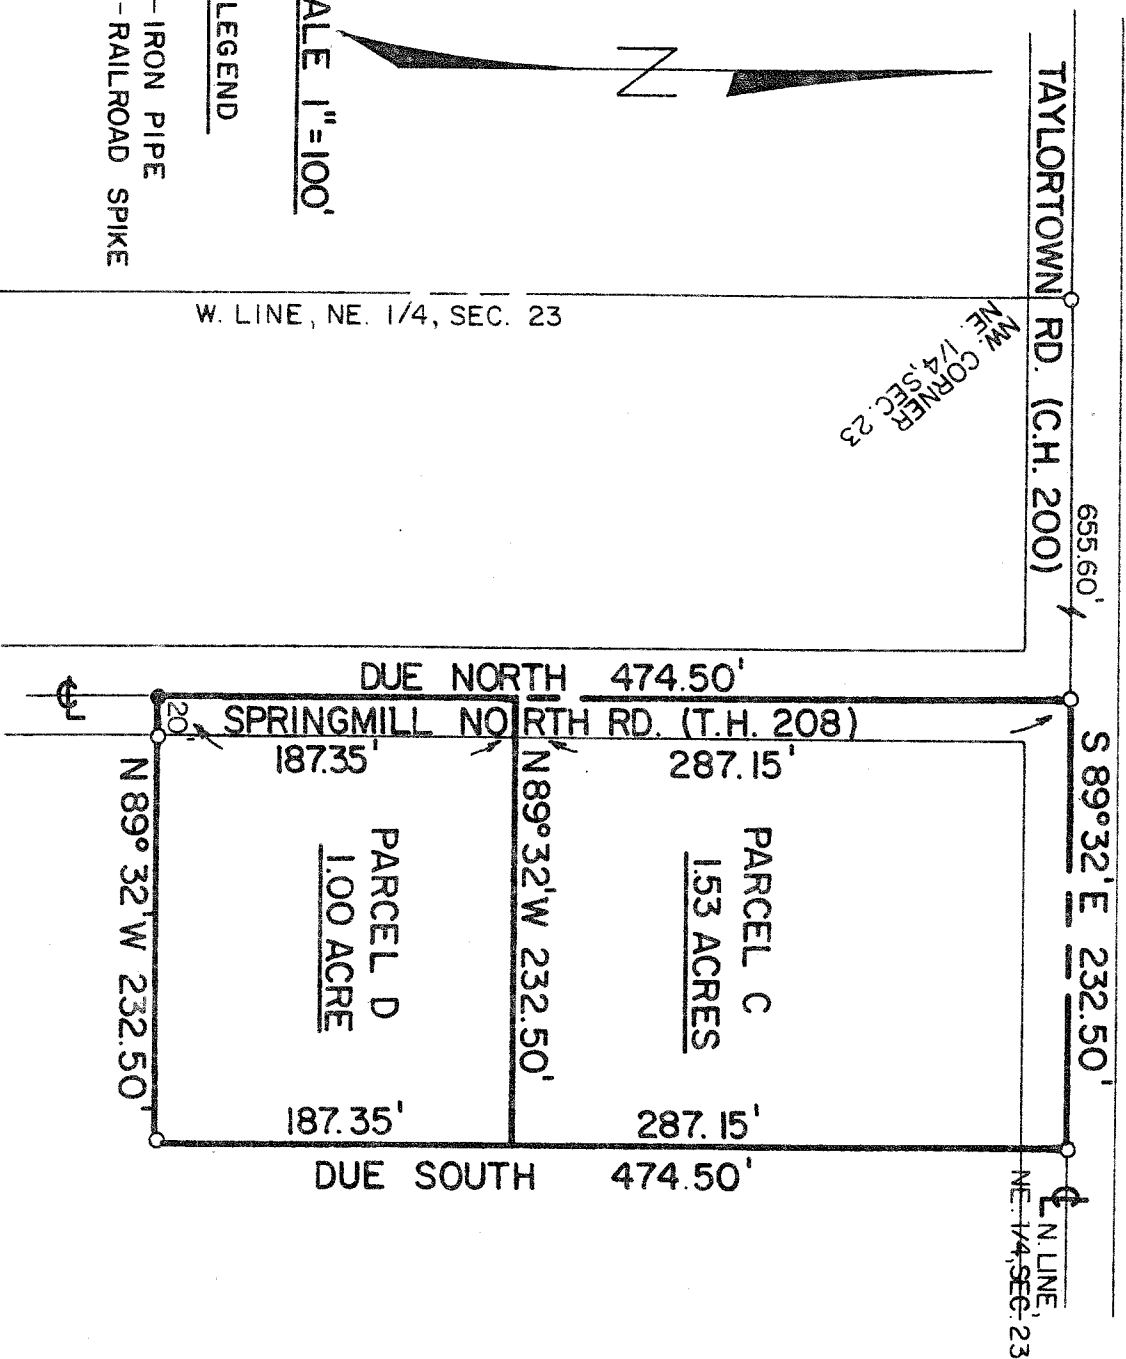 ALE 1"=100'
LEGEND
- IRON PIPE
- RAILROAD SPIKE
TAYLORTOWN RD. (C.H. 200)
W. LINE, NE. 1/4, SEC. 23
NW. CORNER
NE. 1/4, SEC. 23
655.60'
DUE NORTH 474.50'
SPRINGMILL NORTH RD. (T.H. 208)
20'
187.35'
287.15'
S 89°32'E 232.50'
PARCEL C
1.53 ACRES
N 89°32'W 232.50'
PARCEL D
1.00 ACRE
N 89°32'W 232.50'
187.35'
287.15'
DUE SOUTH 474.50'
N. LINE,
NE. 1/4, SEC. 23
N
℄
℄